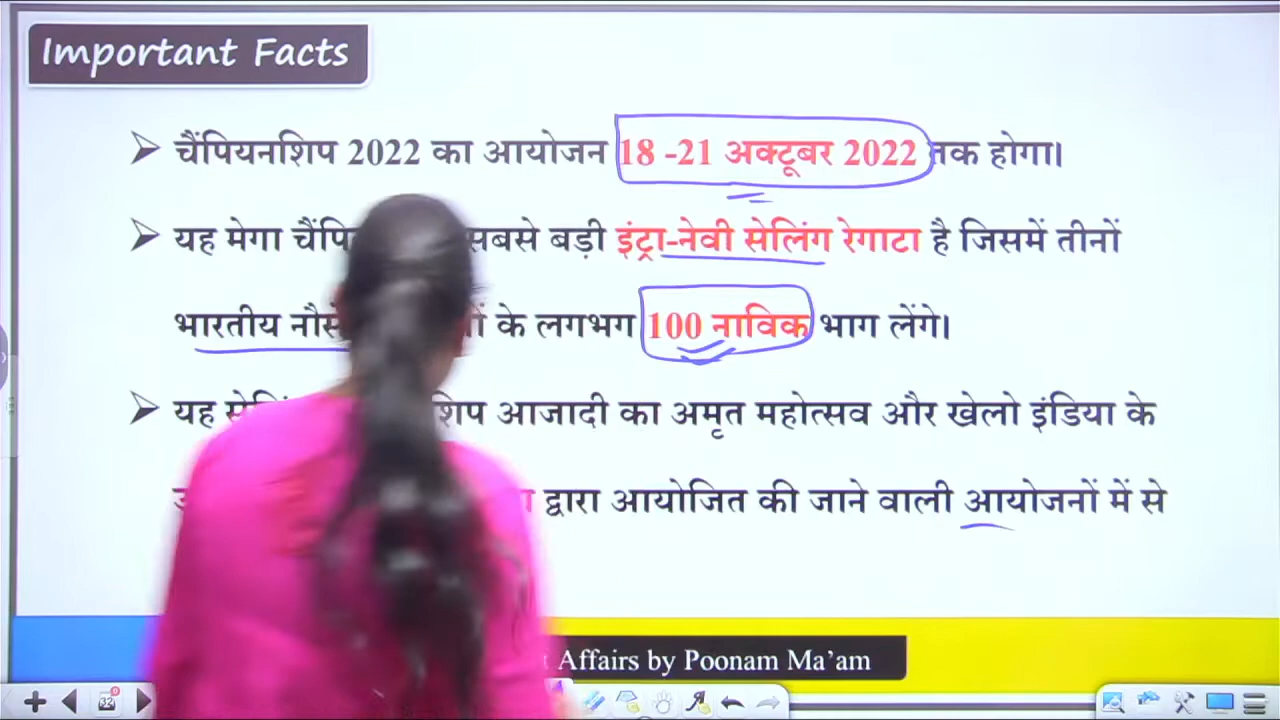 Important Facts
➢ चैंपियनशिप 2022 का आयोजन 18 -21 अक्टूबर 2022 तक होगा।
➢ यह मेगा सबसे बड़ी इंट्रा-नेवी सेलिंग रेगाटा है जिसमें तीनों
भारतीय के लगभग 100 नाविक भाग लेंगे।
➢ यह आजादी का अमृत महोत्सव और खेलो इंडिया के
द्वारा आयोजित की जाने वाली आयोजनों में से
Affairs by Poonam Ma’am
32